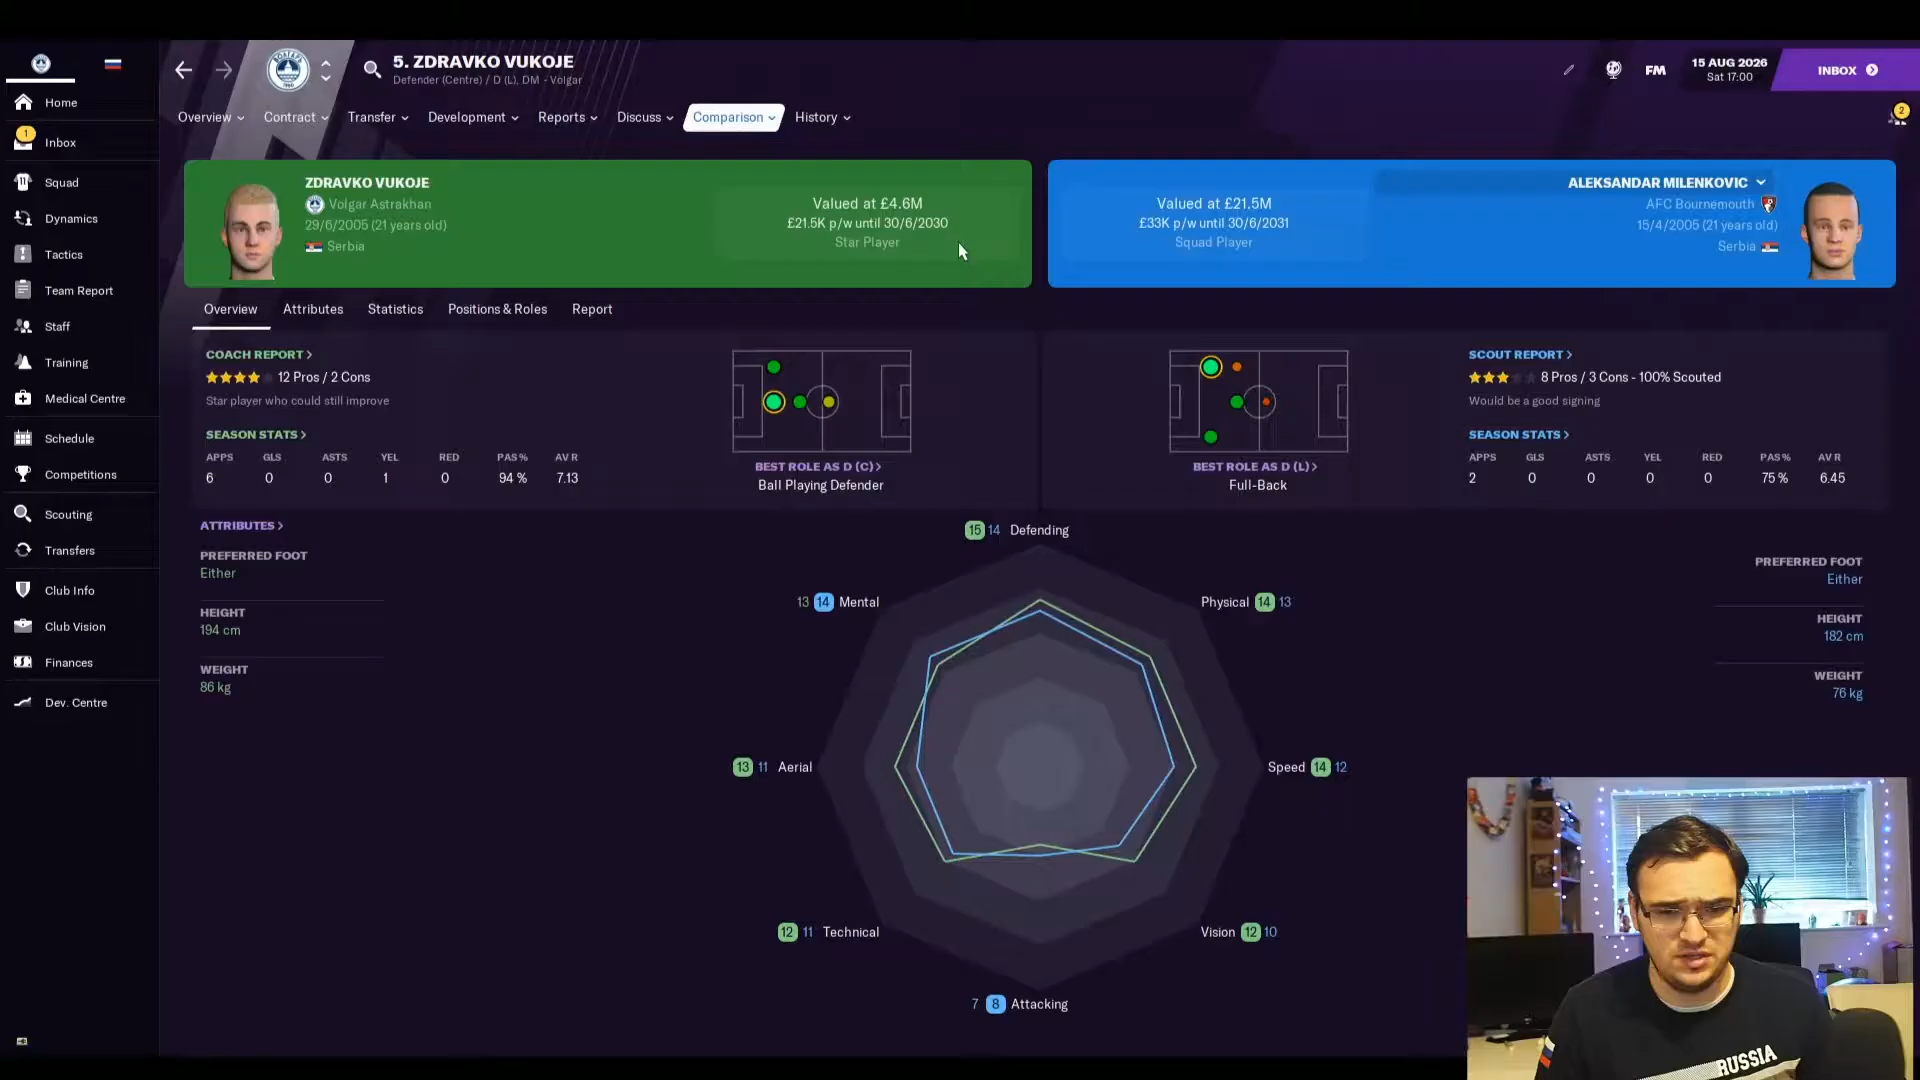 5. ZDRAVKO VUKOJE
Defender (Centre) / D (L), DM - Volgar
FM
15 AUG 2026
Sat 17:00
INBOX
Home
1
Inbox
Squad
Dynamics
Tactics
Team Report
Staff
Training
Medical Centre
Schedule
Competitions
Scouting
Transfers
Club Info
Club Vision
Finances
Dev. Centre
Overview
Contract
Transfer
Development
Reports
Discuss
Comparison
History
2
ZDRAVKO VUKOJE
Volgar Astrakhan
29/6/2005 (21 years old)
Serbia
Valued at £4.6M
£21.5K p/w until 30/6/2030
Star Player
Valued at £21.5M
£33K p/w until 30/6/2031
Squad Player
ALEKSANDAR MILENKOVIC
AFC Bournemouth
15/4/2005 (21 years old)
Serbia
Overview
Attributes
Statistics
Positions & Roles
Report
COACH REPORT >
12 Pros / 2 Cons
Star player who could still improve
SEASON STATS >
APPS GLS ASTS YEL RED PAS % AV R
6 0 0 1 0 94 % 7.13
BEST ROLE AS D (C) >
Ball Playing Defender
BEST ROLE AS D (L) >
Full-Back
SCOUT REPORT >
8 Pros / 3 Cons - 100% Scouted
Would be a good signing
SEASON STATS >
APPS GLS ASTS YEL RED PAS % AV R
2 0 0 0 0 75 % 6.45
ATTRIBUTES >
PREFERRED FOOT
Either
HEIGHT
194 cm
WEIGHT
86 kg
15 14 Defending
13 14 Mental
Physical 14 13
13 11 Aerial
Speed 14 12
12 11 Technical
Vision 12 10
7 8 Attacking
PREFERRED FOOT
Either
HEIGHT
182 cm
WEIGHT
76 kg
RUSSIA